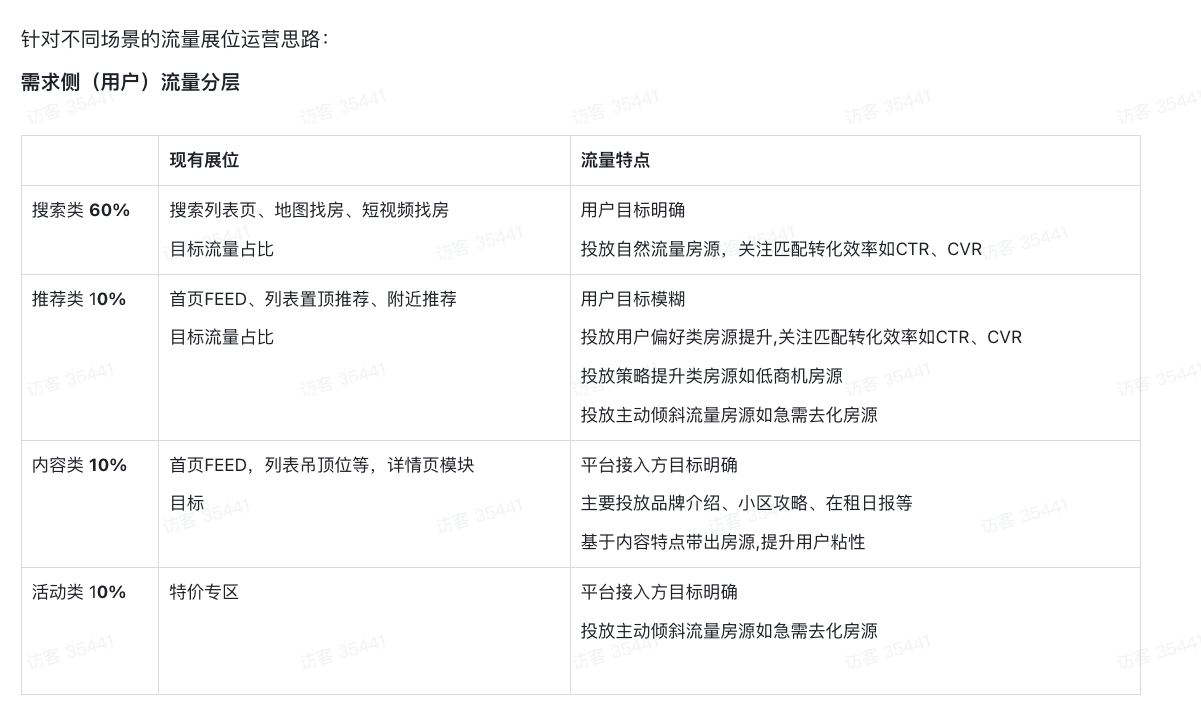 针对不同场景的流量展位运营思路：
需求侧（用户）流量分层
现有展位
流量特点
搜索类 60%
搜索列表页、地图找房、短视频找房
目标流量占比
用户目标明确
投放自然流量房源，关注匹配转化效率如CTR、CVR
推荐类 10%
首页FEED、列表置顶推荐、附近推荐
目标流量占比
用户目标模糊
投放用户偏好类房源提升,关注匹配转化效率如CTR、CVR
投放策略提升类房源如低商机房源
投放主动倾斜流量房源如急需去化房源
内容类 10%
首页FEED，列表吊顶位等，详情页模块
目标
平台接入方目标明确
主要投放品牌介绍、小区攻略、在租日报等
基于内容特点带出房源,提升用户粘性
活动类 10%
特价专区
平台接入方目标明确
投放主动倾斜流量房源如急需去化房源
访客 35441